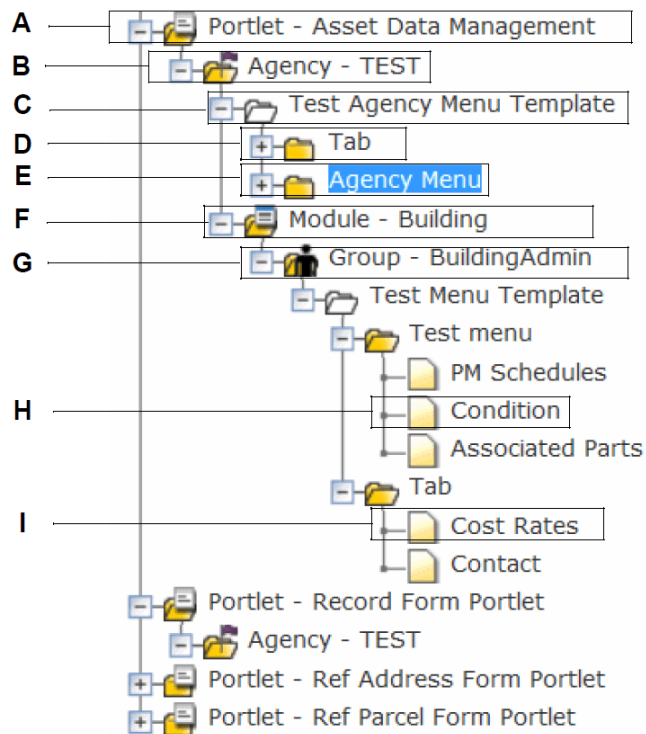 A Portlet - Asset Data Management
B Agency - TEST
C Test Agency Menu Template
D Tab
E Agency Menu
F Module - Building
G Group - BuildingAdmin
Test Menu Template
Test menu
PM Schedules
H Condition
Associated Parts
Tab
I Cost Rates
Contact
Portlet - Record Form Portlet
Agency - TEST
Portlet - Ref Address Form Portlet
Portlet - Ref Parcel Form Portlet